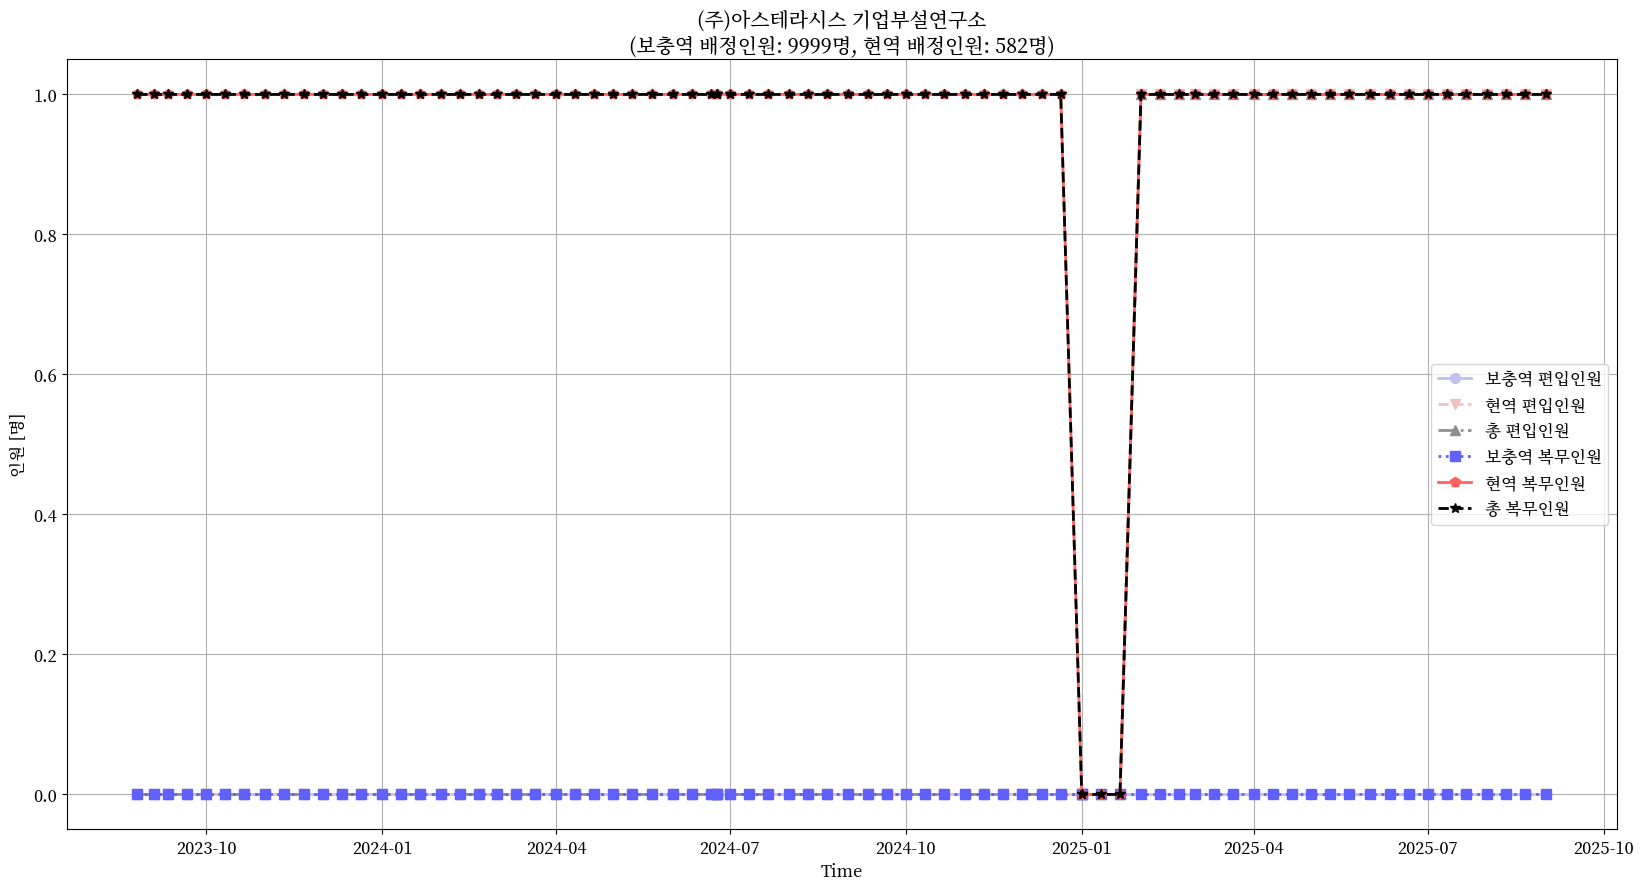 (주)아스테라시스 기업부설연구소
(보충역 배정인원: 9999명, 현역 배정인원: 582명)
1.0
0.8
0.6
0.4
0.2
0.0
인원 [명]
보충역 편입인원
현역 편입인원
총 편입인원
보충역 복무인원
현역 복무인원
총 복무인원
2023-10
2024-01
2024-04
2024-07
2024-10
2025-01
2025-04
2025-07
2025-10
Time